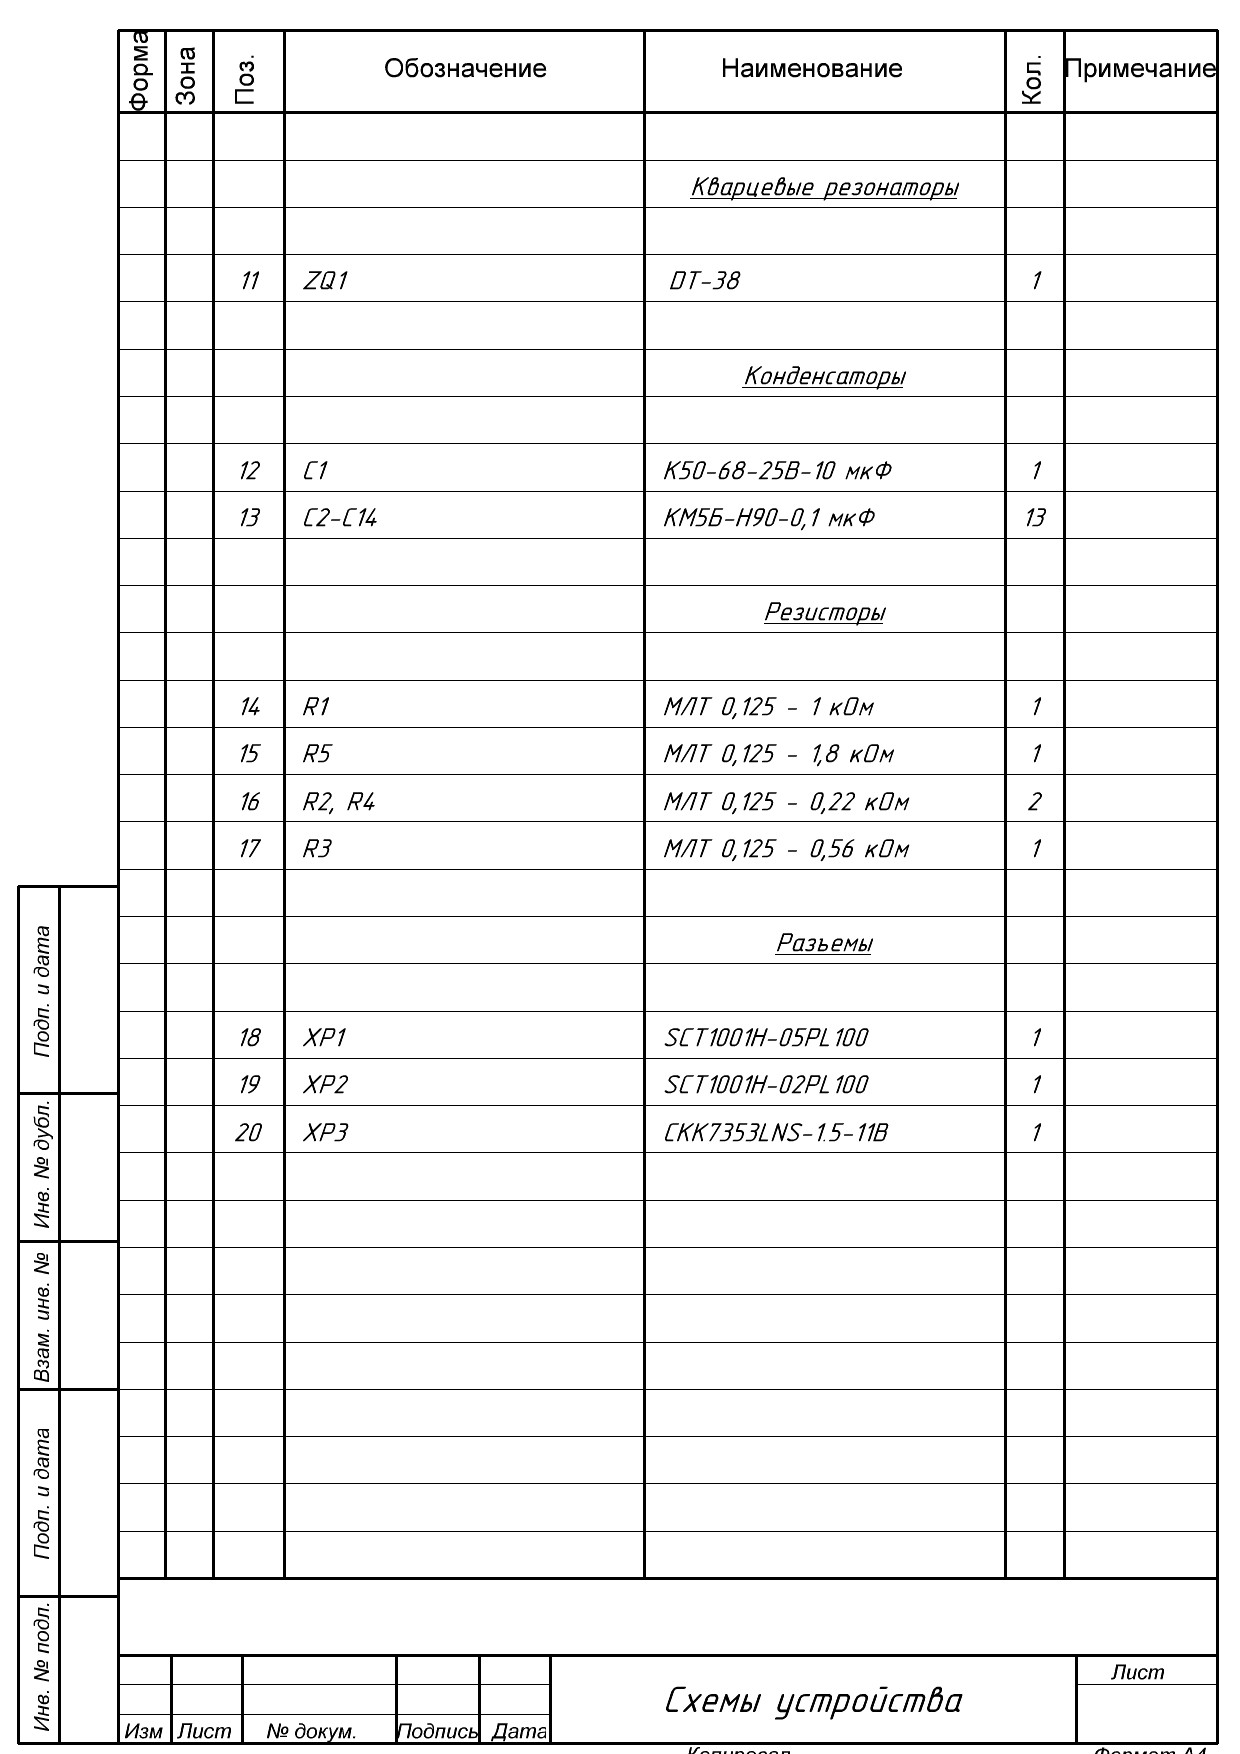 Форма Зона Поз. Обозначение Наименование Кол. Примечание
Кварцевые резонаторы
11 ZQ1 DT-38 1
Конденсаторы
12 C1 К50-68-25В-10 мкФ 1
13 C2-C14 КМ5Б-Н90-0,1 мкФ 13
Резисторы
14 R1 МЛТ 0,125 - 1 кОм 1
15 R5 МЛТ 0,125 - 1,8 кОм 1
16 R2, R4 МЛТ 0,125 - 0,22 кОм 2
17 R3 МЛТ 0,125 - 0,56 кОм 1
Разьемы
18 XP1 SCT1001H-05PL100 1
19 XP2 SCT1001H-02PL100 1
20 XP3 CKK7353LNS-1.5-11B 1
Подп. и дата
Инв. № дубл.
Взам. инв. №
Подп. и дата
Инв. № подл.
Изм Лист № докум. Подпись Дата
Схемы устройства
Лист
Копировал
Формат А4